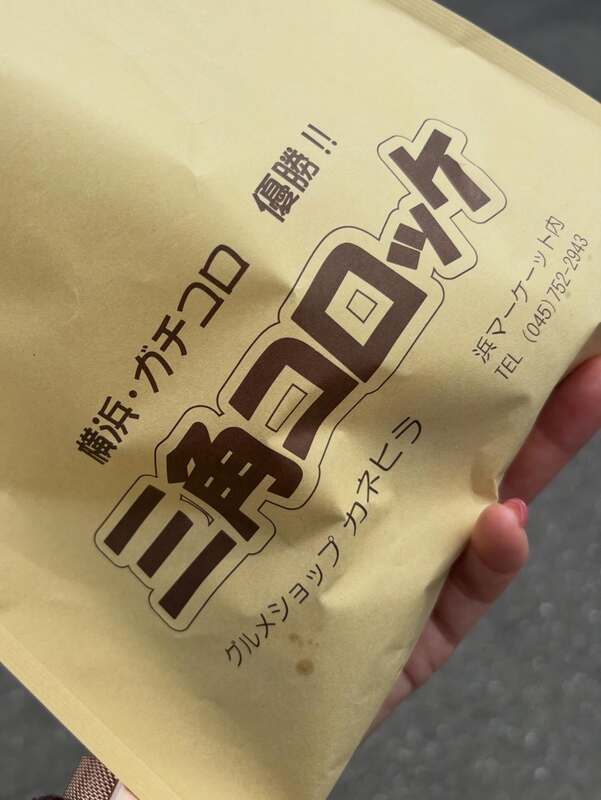 横浜・ガチコロ 優勝!!
三角コロッケ
グルメショップ カネヒラ
浜マーケーット内
TEL (045)752-2943